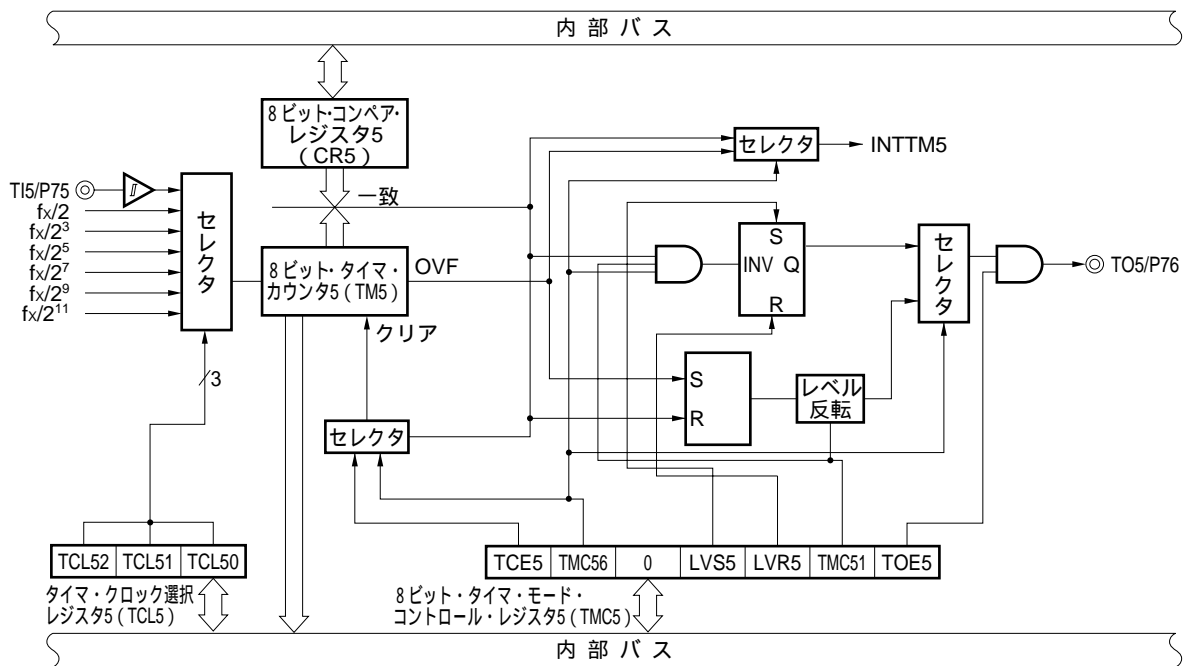 内 部 バ ス
8 ビット・コンペア・
レジスタ5
( CR5 )
TI5/P75
fx/2
fx/2³
fx/2⁵
fx/2⁷
fx/2⁹
fx/2¹¹
セレクタ
一致
8 ビット・タイマ・
カウンタ5 ( TM5 )
OVF
クリア
セレクタ
INTTM5
S
INV Q
R
セレクタ
TO5/P76
S
R
レベル
反転
3
セレクタ
TCL52 TCL51 TCL50
タイマ・クロック選択
レジスタ5 ( TCL5 )
TCE5 TMC56 0 LVS5 LVR5 TMC51 TOE5
8 ビット・タイマ・モード・
コントロール・レジスタ5 ( TMC5 )
内 部 バ ス